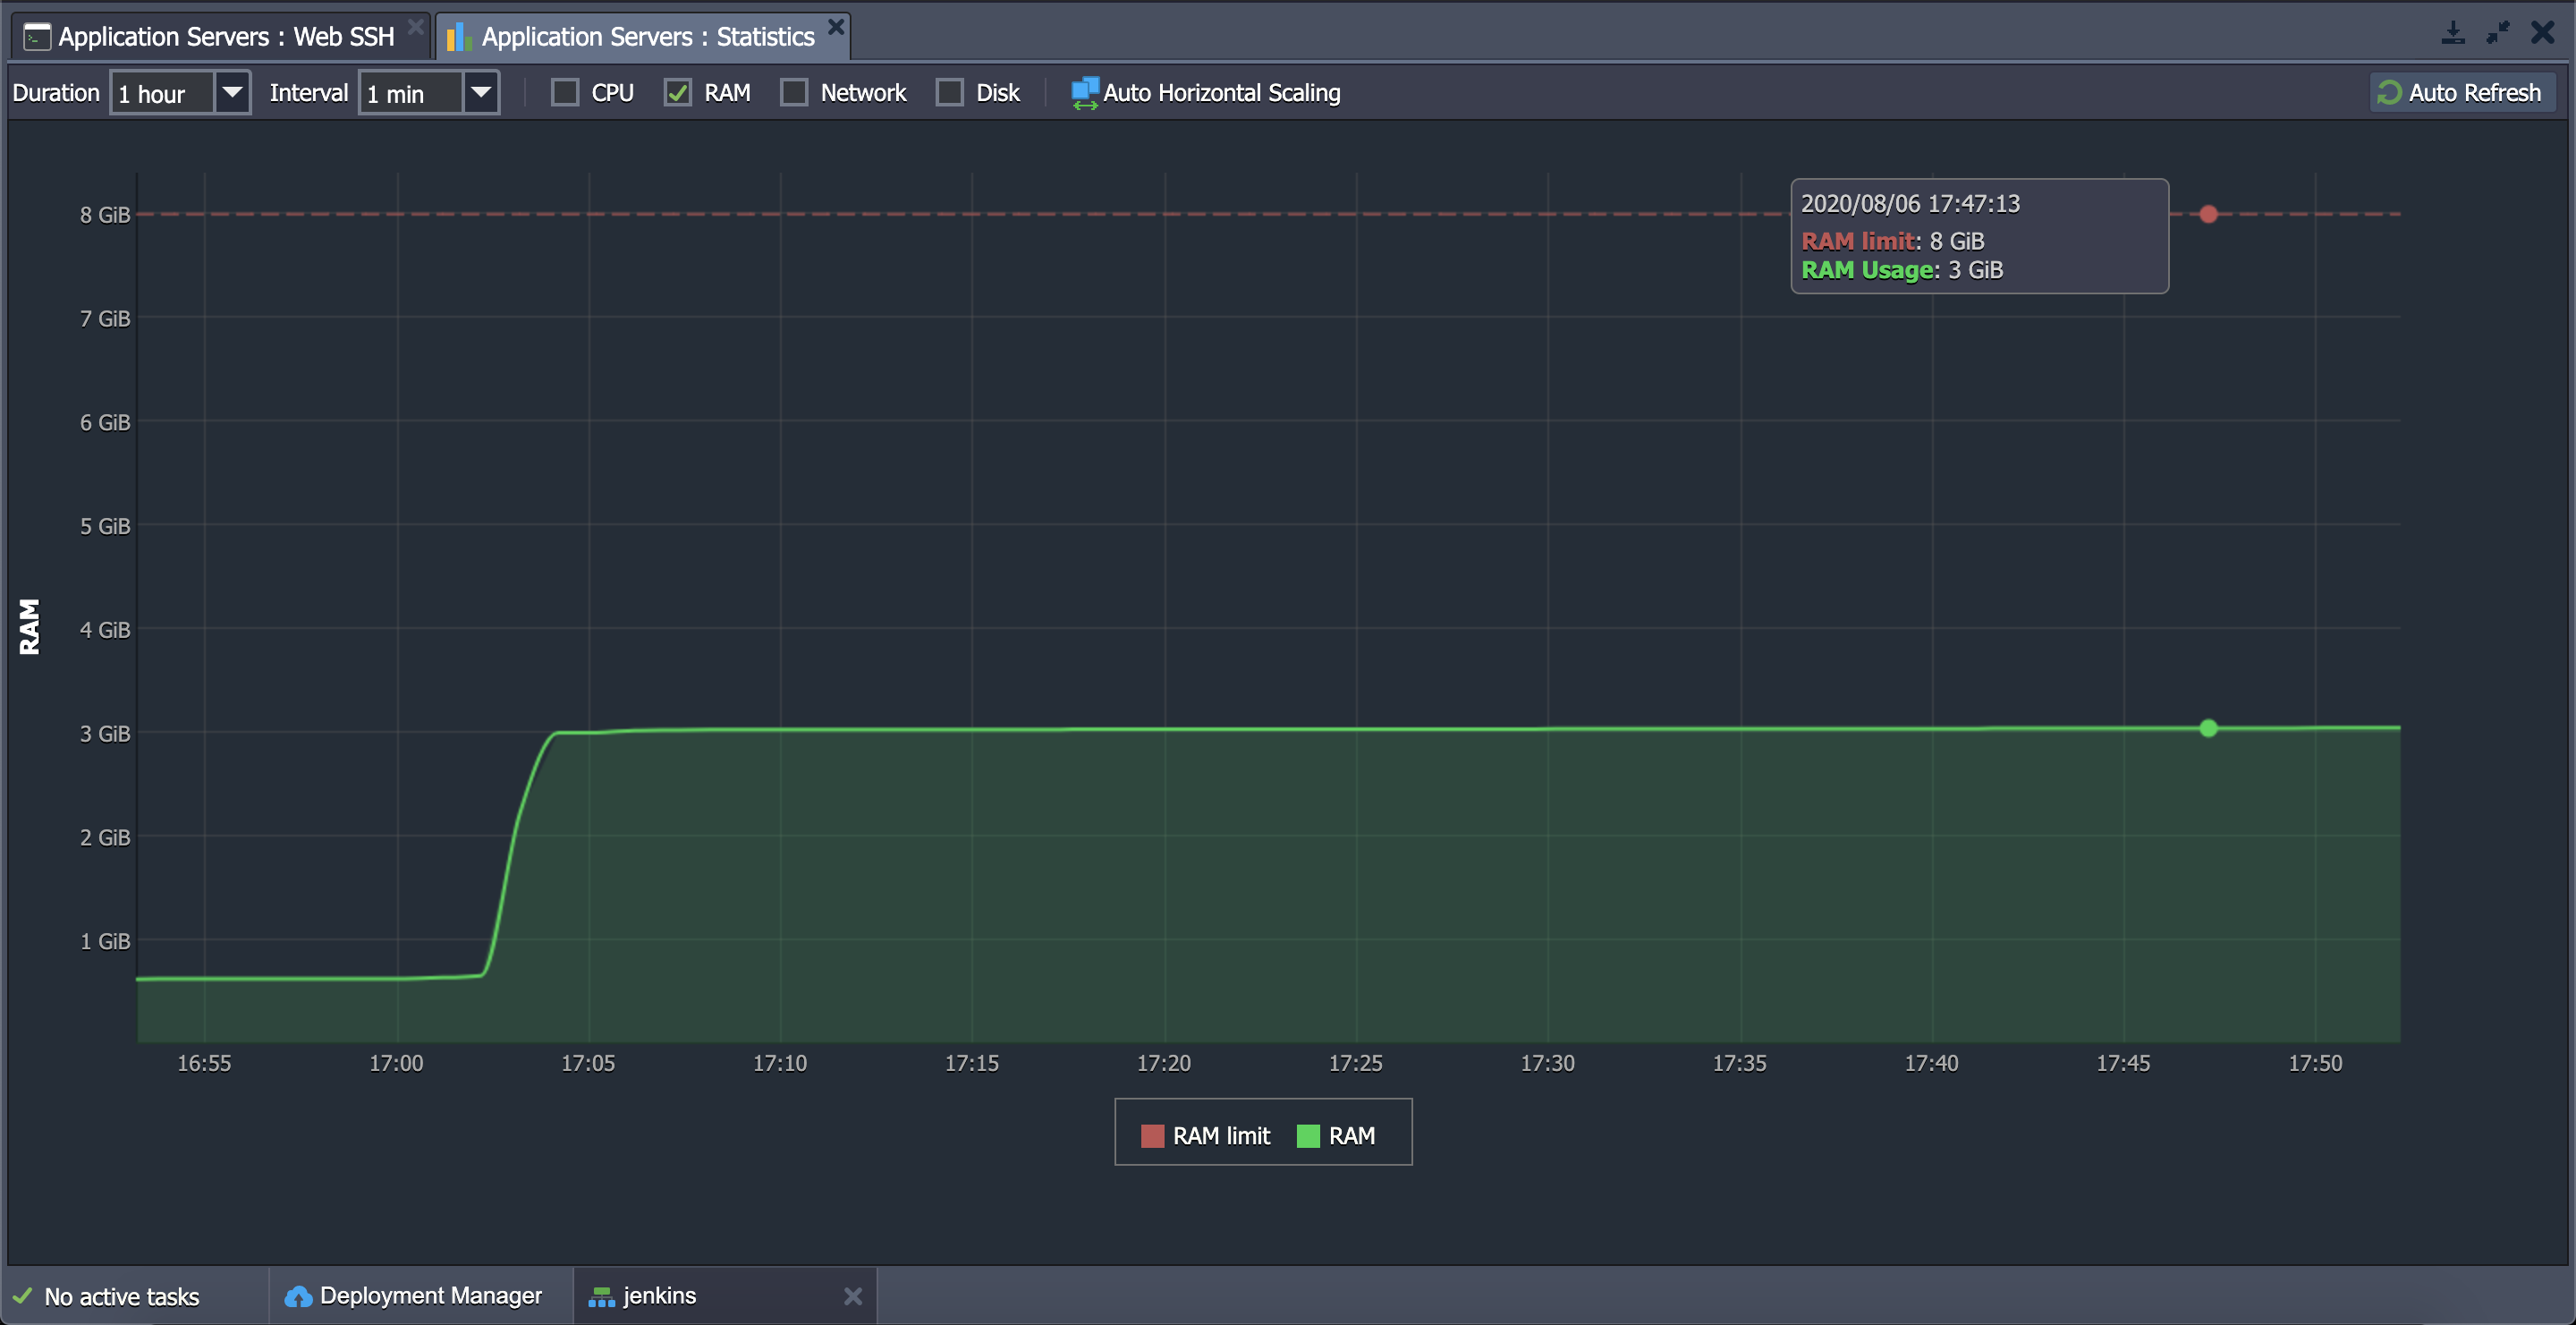 Application Servers : Web SSH
Application Servers : Statistics
Duration 1 hour Interval 1 min CPU RAM Network Disk Auto Horizontal Scaling Auto Refresh
2020/08/06 17:47:13
RAM limit: 8 GiB
RAM Usage: 3 GiB
8 GiB
7 GiB
6 GiB
5 GiB
4 GiB
3 GiB
2 GiB
1 GiB
RAM
16:55 17:00 17:05 17:10 17:15 17:20 17:25 17:30 17:35 17:40 17:45 17:50
RAM limit RAM
No active tasks Deployment Manager jenkins